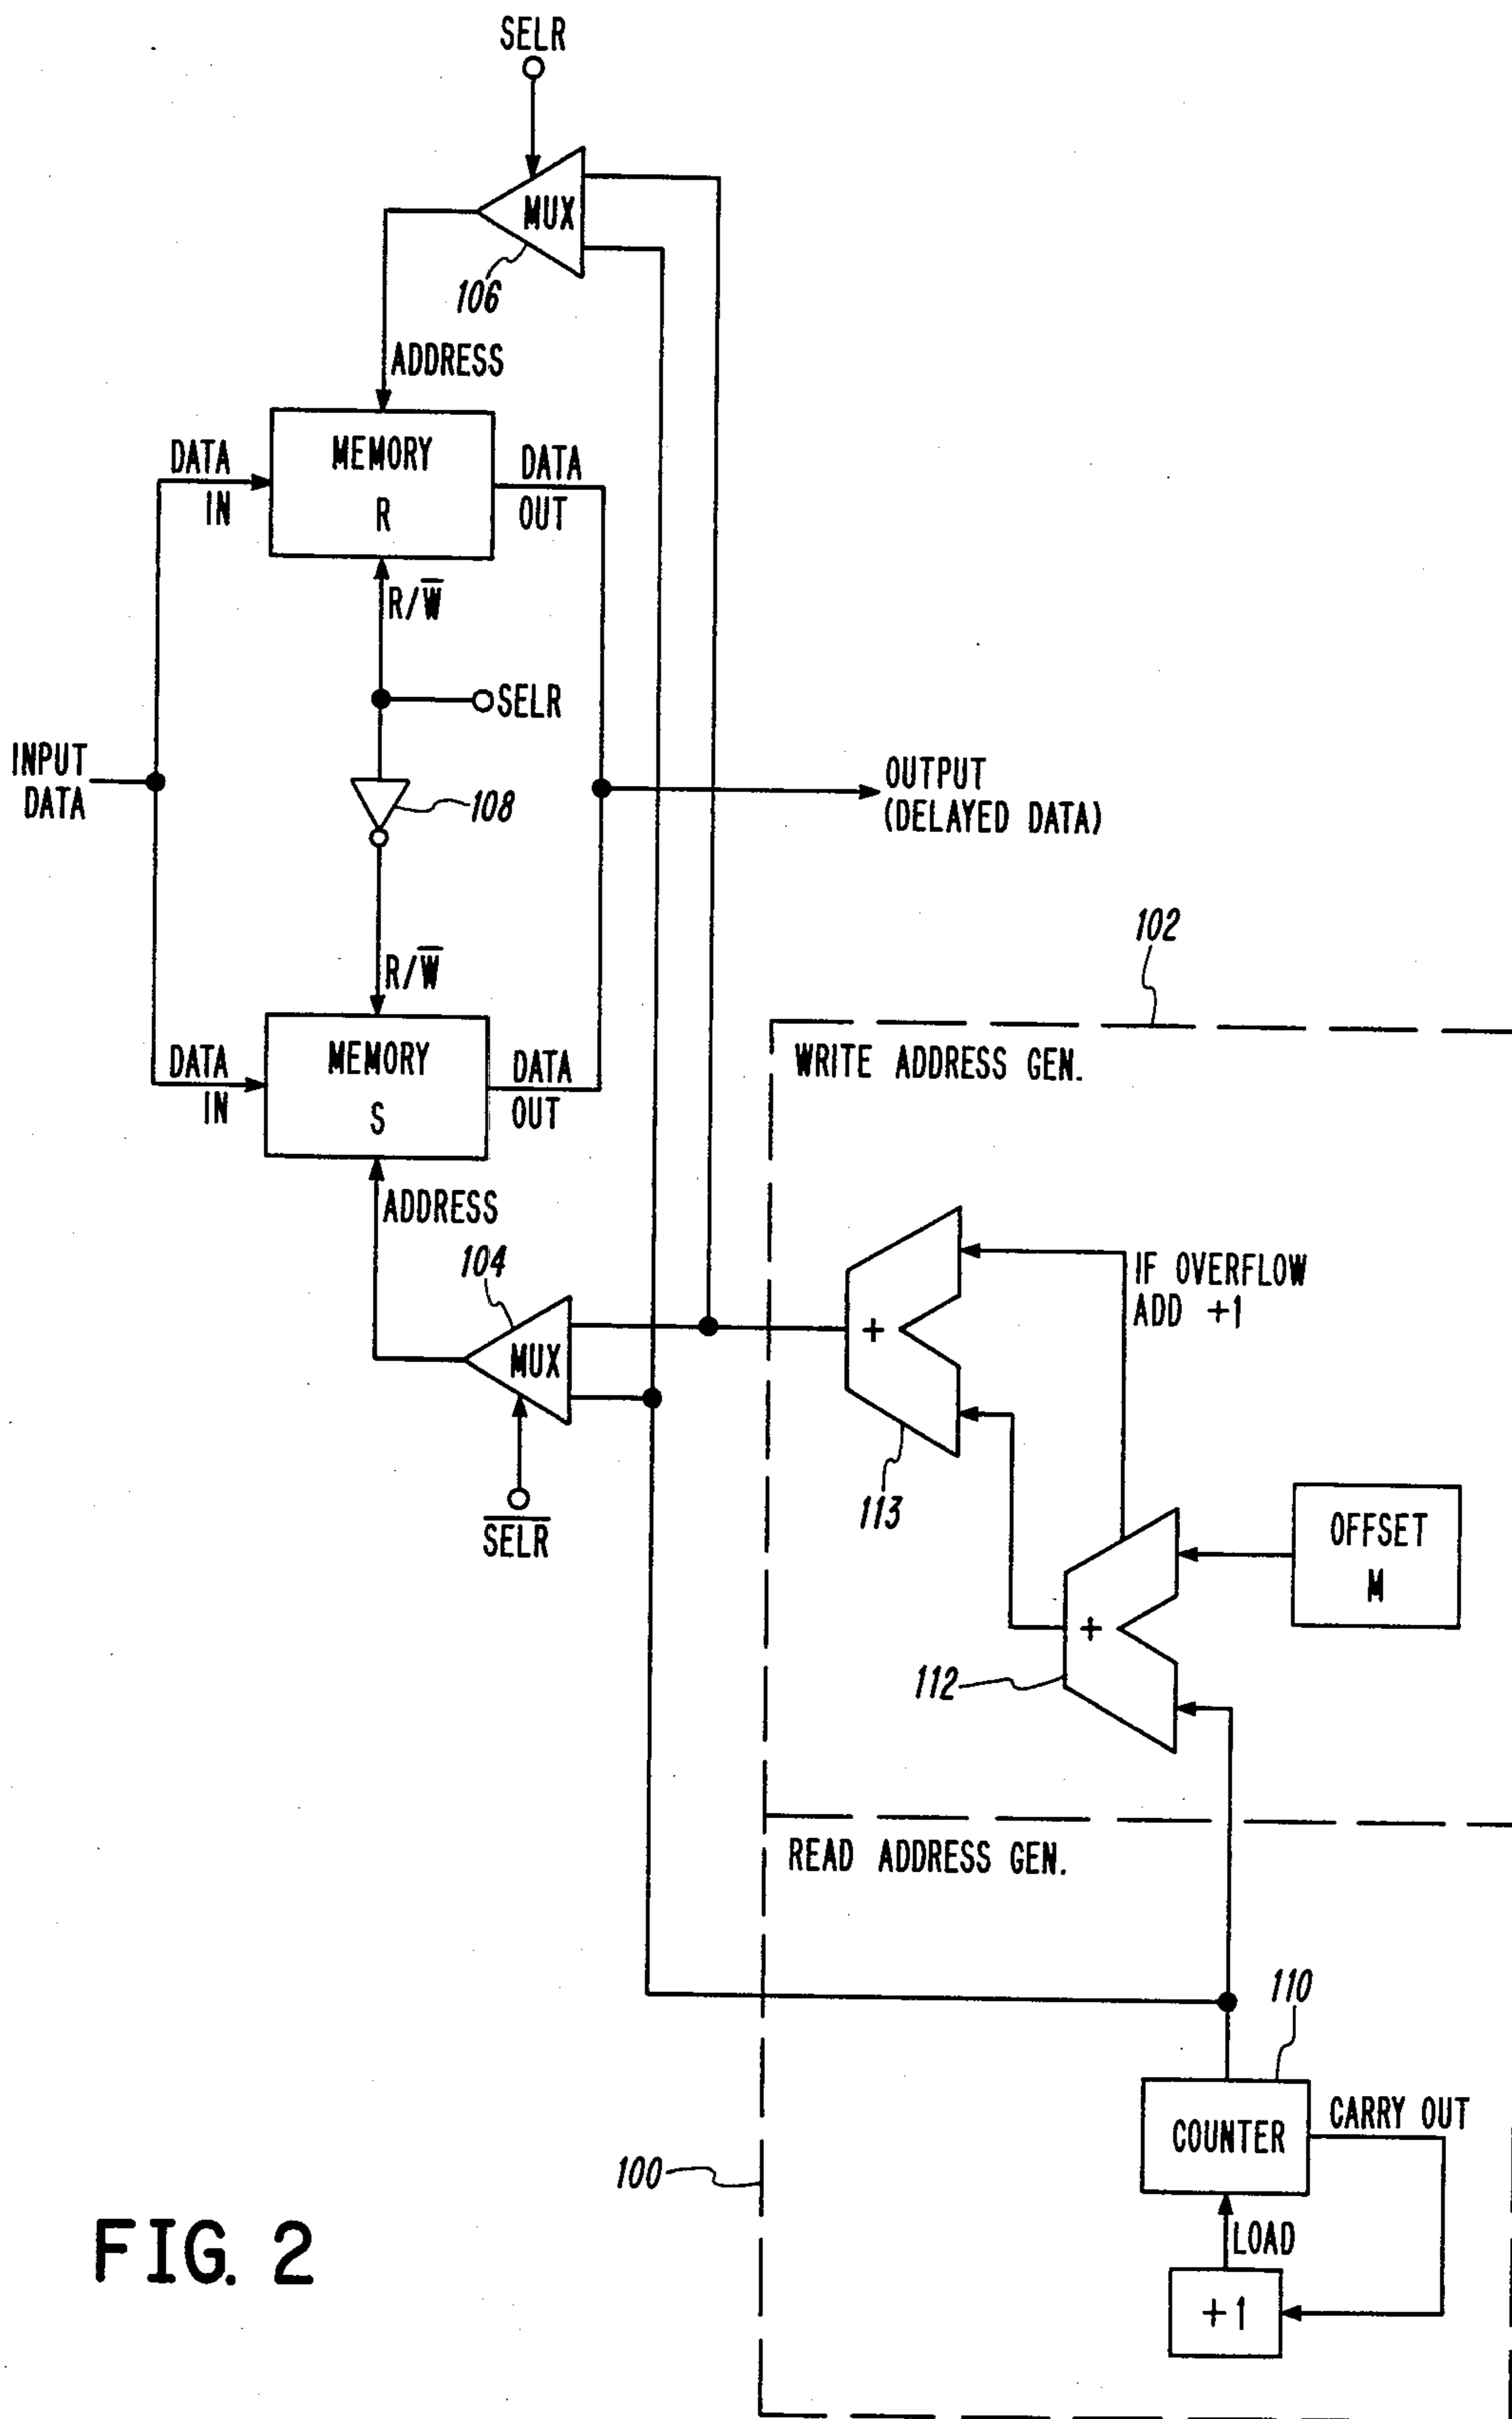 SELR
MUX
106
ADDRESS
DATA
IN
MEMORY
R
DATA
OUT
R/W̅
SELR
INPUT
DATA
108
OUTPUT
(DELAYED DATA)
R/W̅
102
DATA
IN
MEMORY
S
DATA
OUT
WRITE ADDRESS GEN.
ADDRESS
104
MUX
S̅E̅L̅R̅
+
IF OVERFLOW
ADD +1
113
OFFSET
M
+
112
READ ADDRESS GEN.
110
COUNTER
CARRY OUT
100
LOAD
+1
FIG. 2